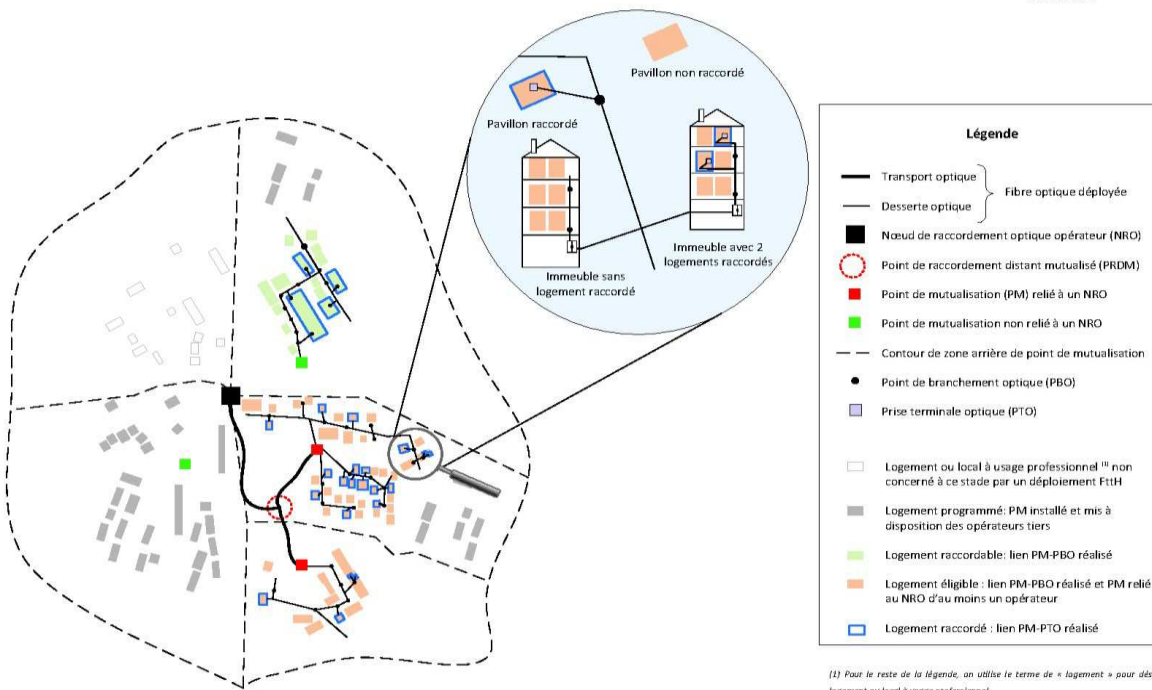 Pavillon non raccordé
Pavillon raccordé
Immeuble sans
logement raccordé
Immeuble avec 2
logements raccordés
Légende
Transport optique
Desserte optique
Fibre optique déployée
Nœud de raccordement optique opérateur (NRO)
Point de raccordement distant mutualisé (PRDM)
Point de mutualisation (PM) relié à un NRO
Point de mutualisation non relié à un NRO
Contour de zone arrière de point de mutualisation
Point de branchement optique (PBO)
Prise terminale optique (PTO)
Logement ou local à usage professionnel (1) non
concerné à ce stade par un déploiement FttH
Logement programmé: PM installé et mis à
disposition des opérateurs tiers
Logement raccordable: lien PM-PBO réalisé
Logement éligible : lien PM-PBO réalisé et PM relié
au NRO d'au moins un opérateur
Logement raccordé : lien PM-PTO réalisé
(1) Pour le reste de la légende, on utilise le terme de « logement » pour dés